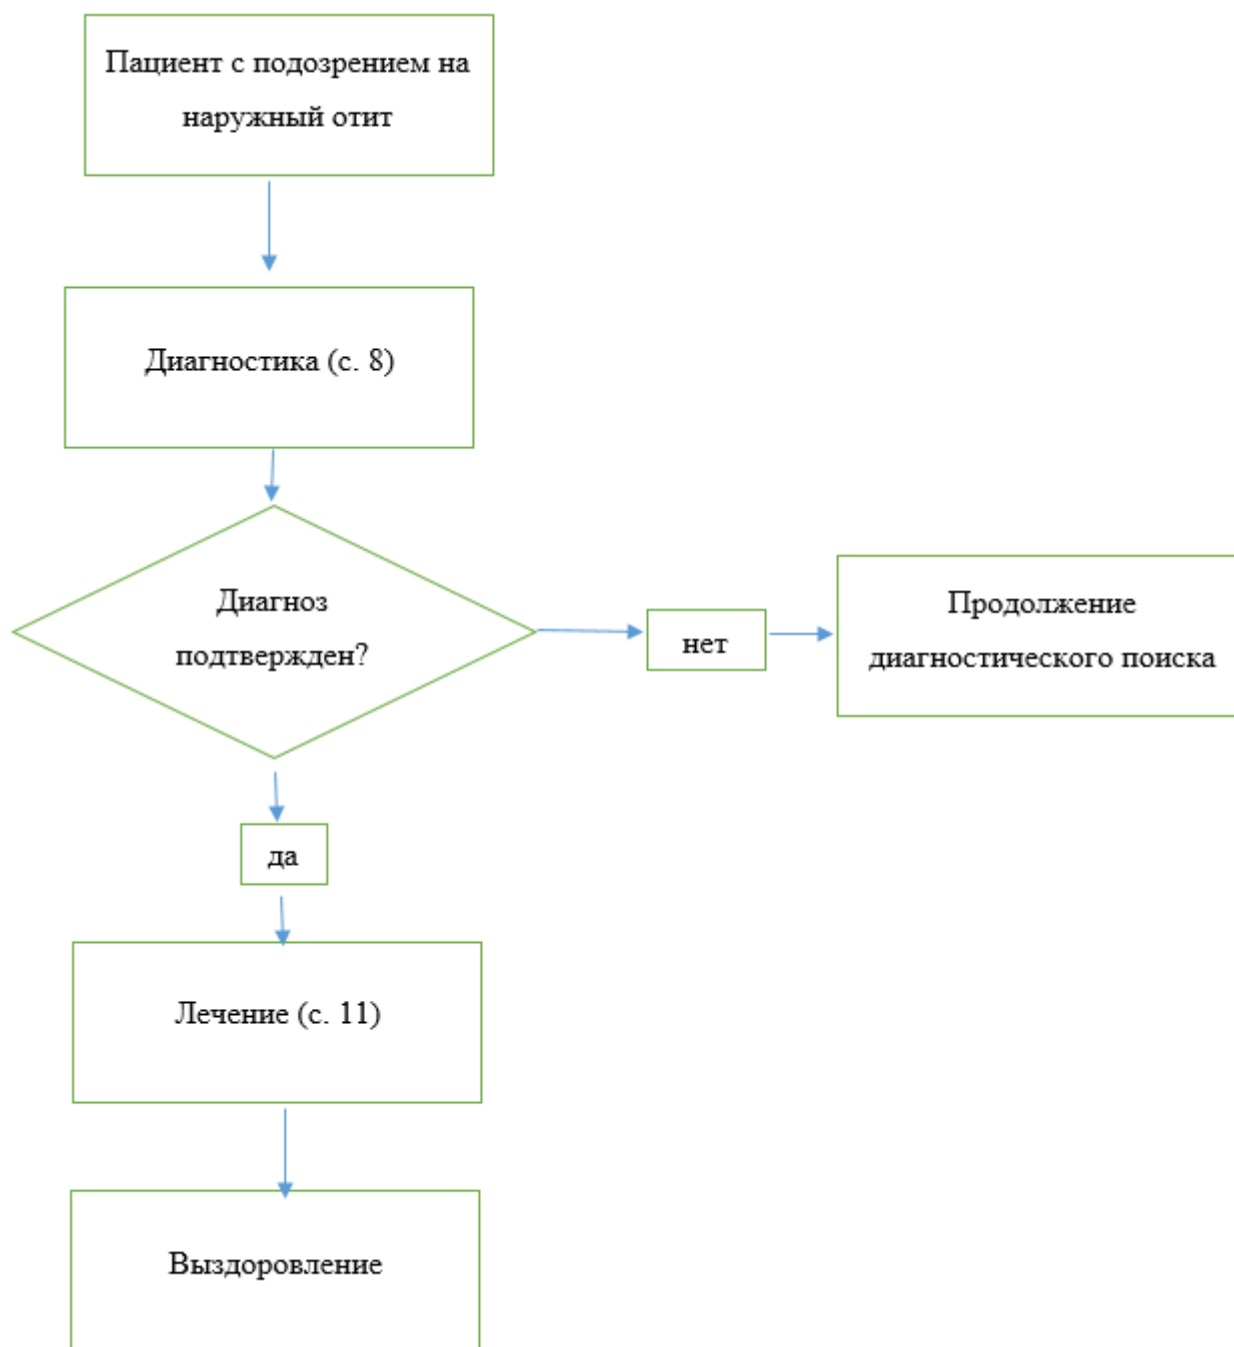 Пациент с подозрением на
наружный отит
Диагностика (с. 8)
Диагноз
подтвержден?
нет
Продолжение
диагностического поиска
да
Лечение (с. 11)
Выздоровление